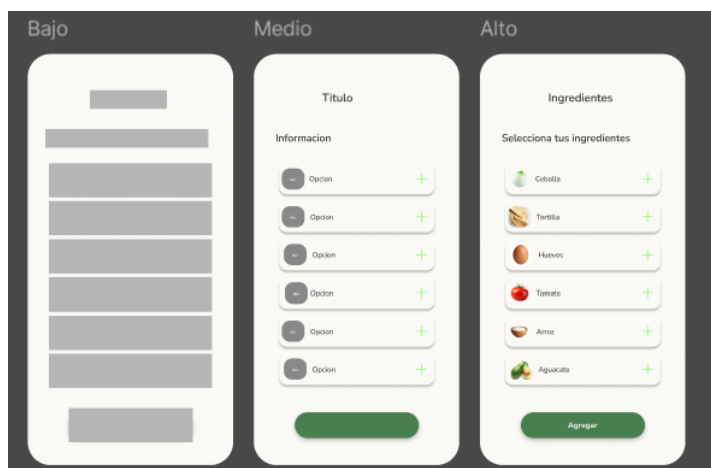 Bajo
Medio
Alto
Titulo
Informacion
Opcion
Opcion
Opcion
Opcion
Opcion
Opcion
Ingredientes
Selecciona tus ingredientes
Cebolla
Tortilla
Huevos
Tomate
Arroz
Aguacate
Agregar